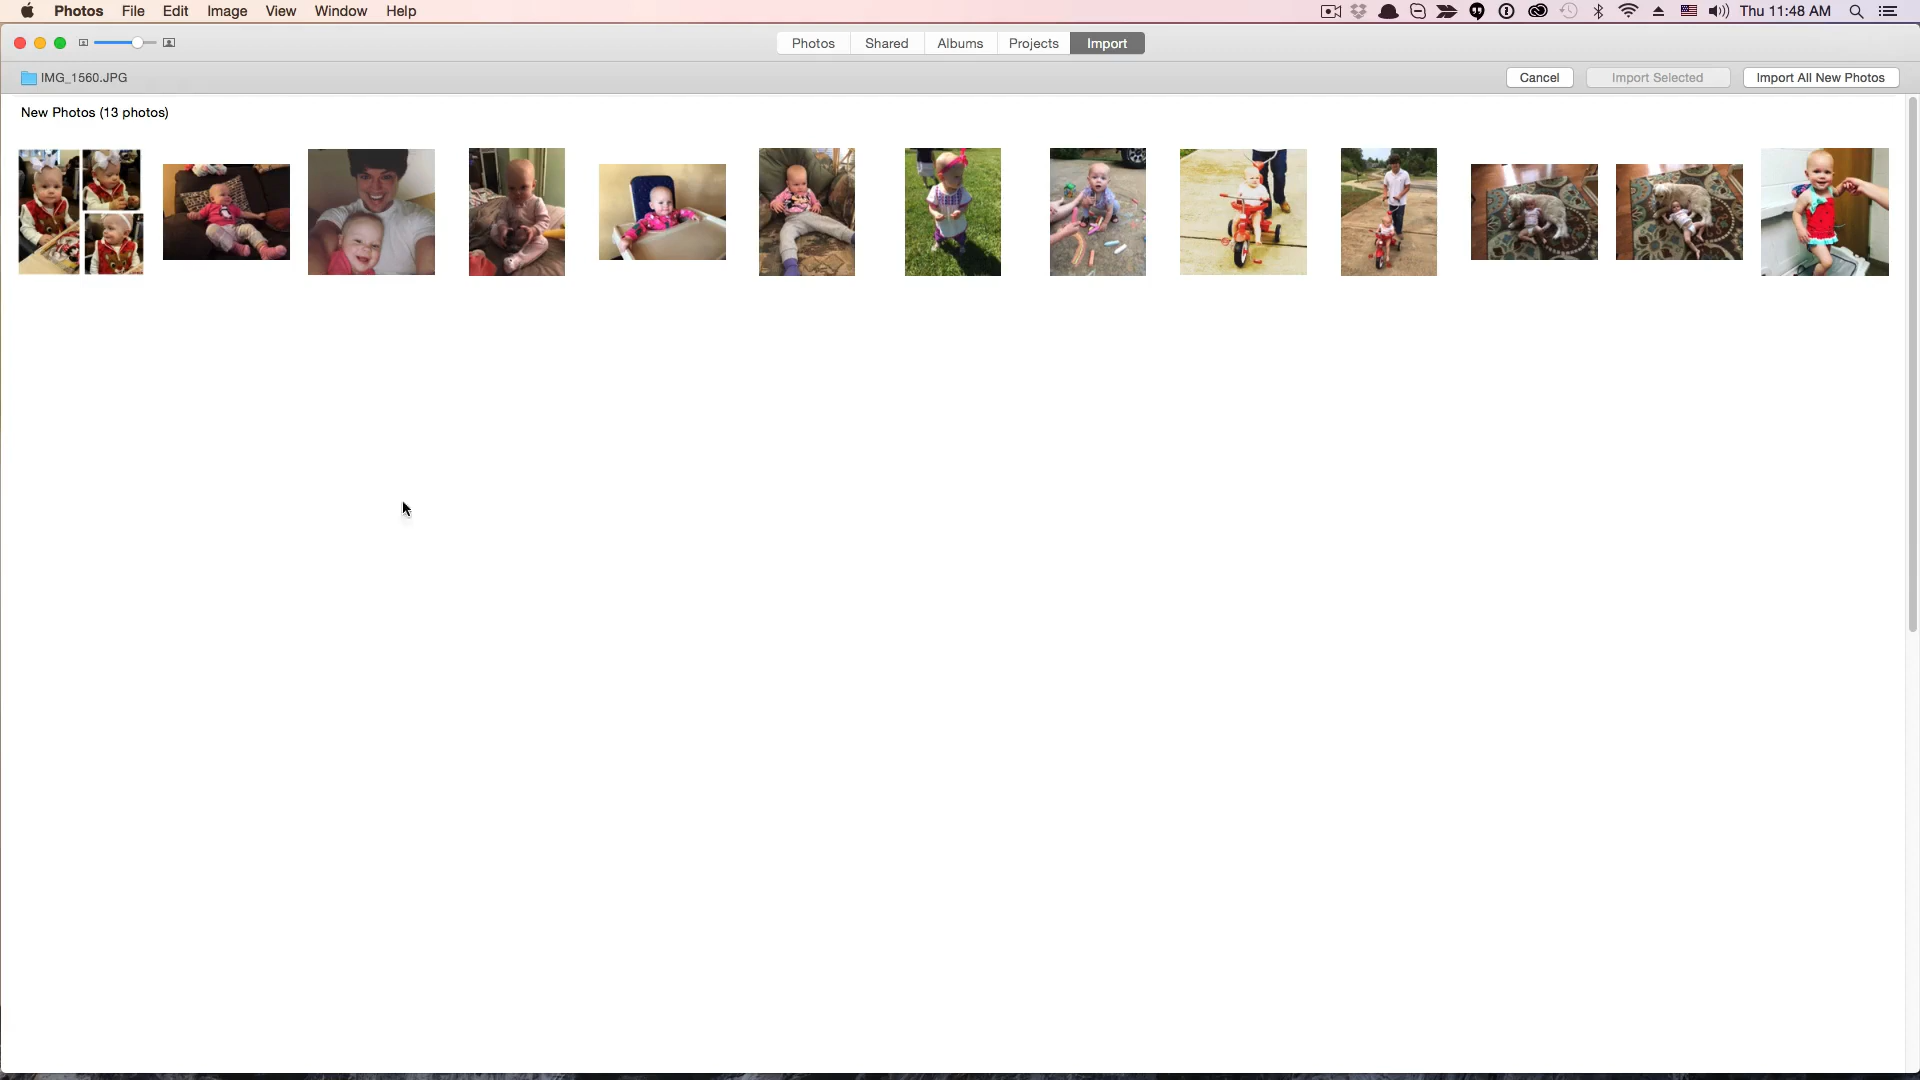 Photos File Edit Image View Window Help Thu 11:48 AM
Photos Shared Albums Projects Import
IMG_1560.JPG Cancel Import Selected Import All New Photos
New Photos (13 photos)